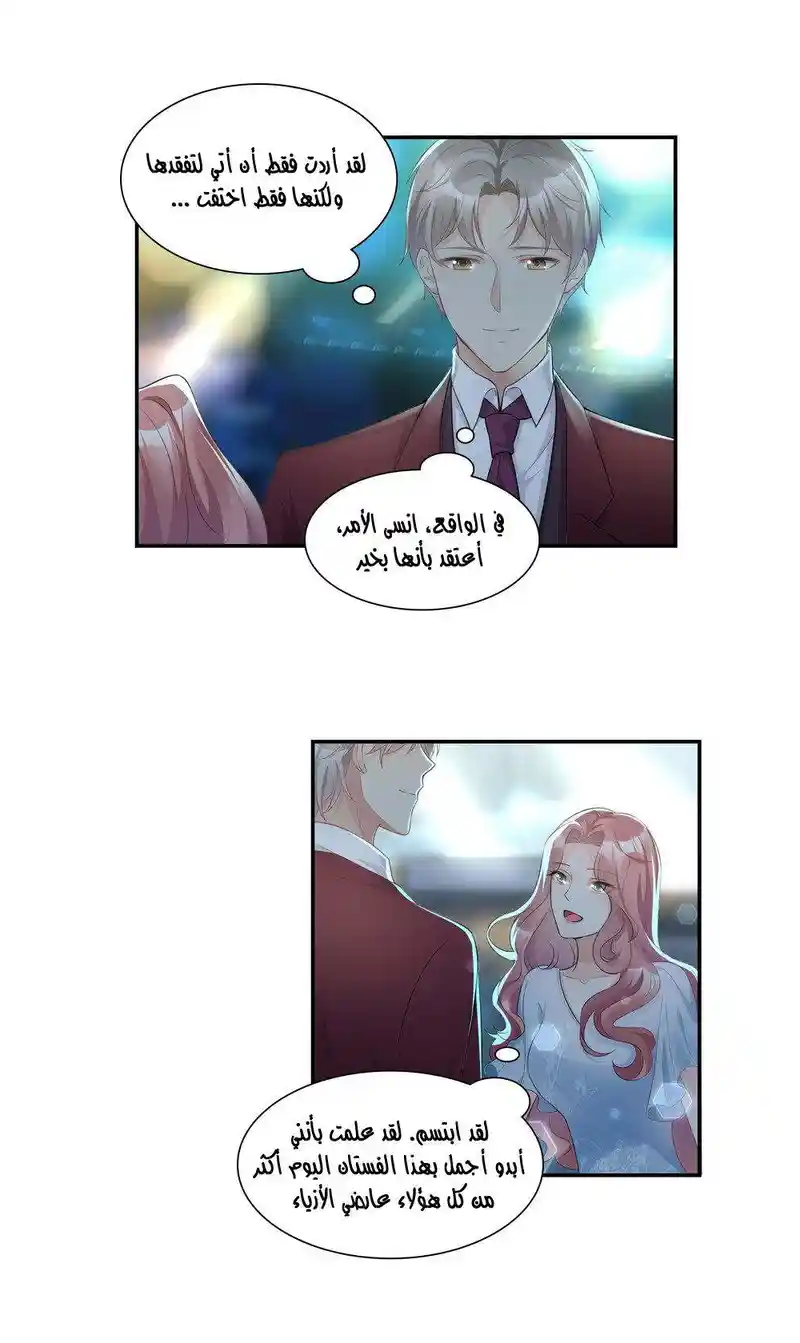 لقد أردت فقط أن أتي لتفقدها
ولكنها فقط اختفت ...
في الواقع، انسى الأمر،
أعتقد بأنها بخير
لقد ابتسم. لقد علمت بأنني
أبدو أجمل بهذا الفستان اليوم أكثر
من كل هؤلاء عارضي الأزياء